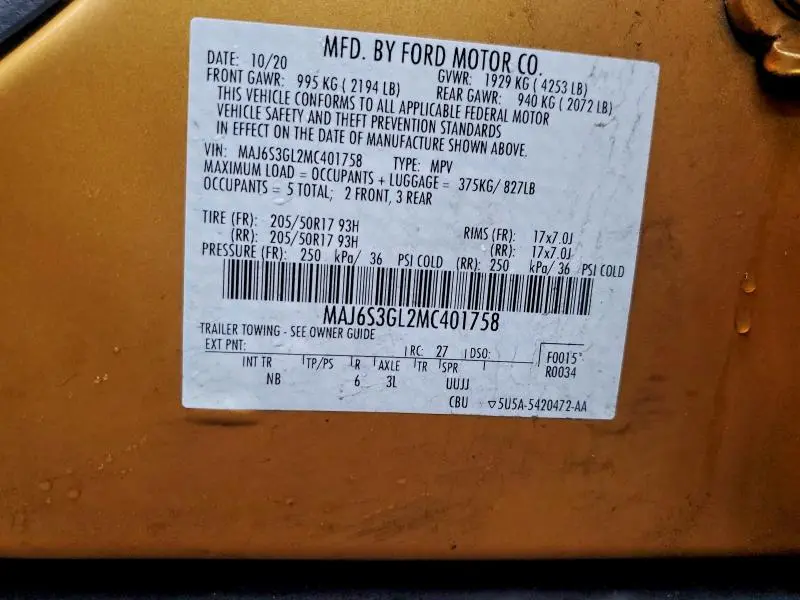 MFD. BY FORD MOTOR CO.
DATE: 10/20 GVWR: 1929 KG ( 4253 LB)
FRONT GAWR: 995 KG ( 2194 LB) REAR GAWR: 940 KG ( 2072 LB)
THIS VEHICLE CONFORMS TO ALL APPLICABLE FEDERAL MOTOR
VEHICLE SAFETY AND THEFT PREVENTION STANDARDS
IN EFFECT ON THE DATE OF MANUFACTURE SHOWN ABOVE.
VIN: MAJ6S3GL2MC401758 TYPE: MPV
MAXIMUM LOAD = OCCUPANTS + LUGGAGE = 375KG/ 827LB
OCCUPANTS = 5 TOTAL; 2 FRONT, 3 REAR
TIRE (FR): 205/50R17 93H RIMS (FR): 17x7.0J
(RR): 205/50R17 93H (RR): 17x7.0J
PRESSURE (FR): 250 kPa/ 36 PSI COLD (RR): 250 kPa/ 36 PSI COLD
MAJ6S3GL2MC401758
TRAILER TOWING - SEE OWNER GUIDE
EXT PNT: RC: 27 DSO: F0015
INT TR TP/PS R AXLE TR SPR R0034
NB 6 3L UUJJ
CBU ▽5U5A-5420472-AA